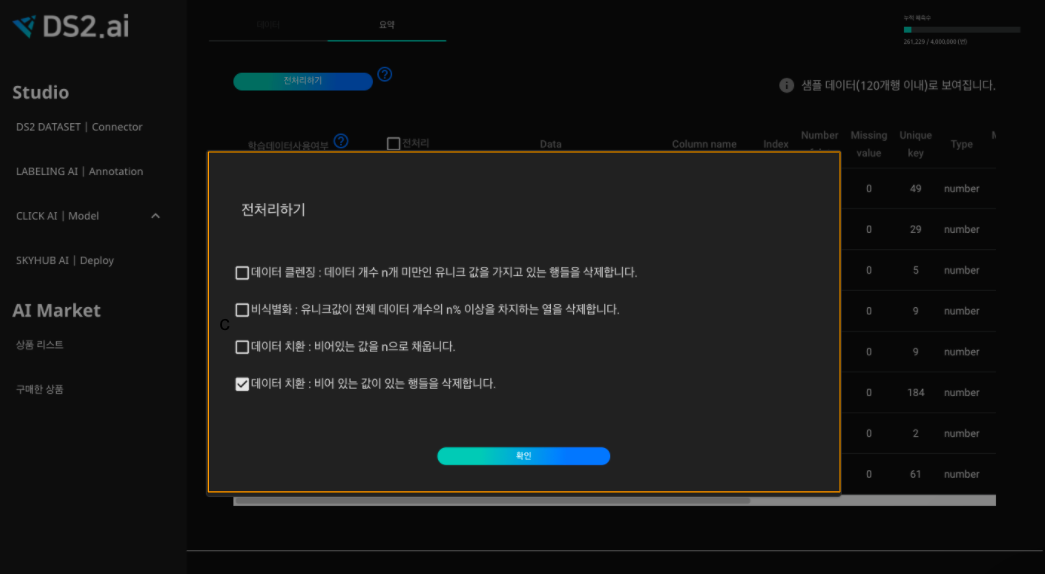 DS2.ai
데이터
요약
누적 예측수
261,229 / 4,000,000 (번)
전처리하기
?
샘플 데이터(120개행 이내)로 보여집니다.
Studio
DS2 DATASET | Connector
LABELING AI | Annotation
CLICK AI | Model
SKYHUB AI | Deploy
AI Market
상품 리스트
구매한 상품
학습데이터사용여부 ? 전처리 Data Column name Index Number Missing value Unique key Type
0 49 number
0 29 number
0 5 number
0 9 number
0 9 number
0 184 number
0 2 number
0 61 number
전처리하기
데이터 클렌징 : 데이터 개수 n개 미만인 유니크 값을 가지고 있는 행들을 삭제합니다.
비식별화 : 유니크값이 전체 데이터 개수의 n% 이상을 차지하는 열을 삭제합니다.
C
데이터 치환 : 비어있는 값을 n으로 채웁니다.
데이터 치환 : 비어 있는 값이 있는 행들을 삭제합니다.
확인